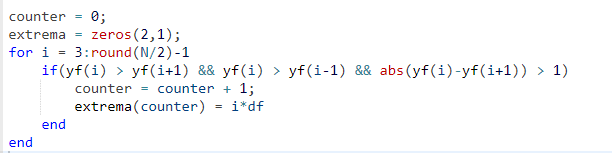 counter = 0;
extrema = zeros(2,1);
for i = 3:round(N/2)-1
if(yf(i) > yf(i+1) && yf(i) > yf(i-1) && abs(yf(i)-yf(i+1)) > 1)
counter = counter + 1;
extrema(counter) = i*df
end
end